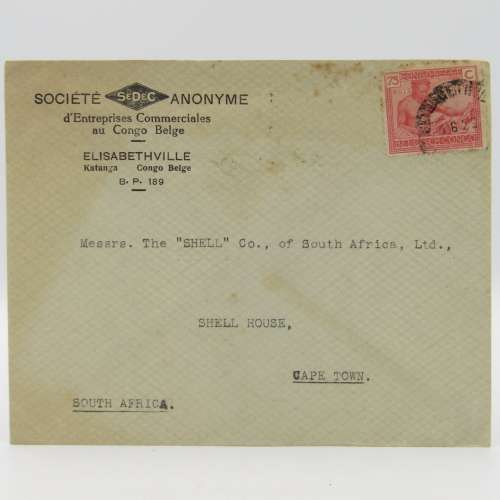 SOCIÉTÉ SEDEC ANONYME
d'Entreprises Commerciales
au Congo Belge
ELISABETHVILLE
Katanga Congo Belge
B. P. 189
75 C
Messrs. The "SHELL" Co., of South Africa, Ltd.,
SHELL HOUSE,
CAPE TOWN.
SOUTH AFRICA.